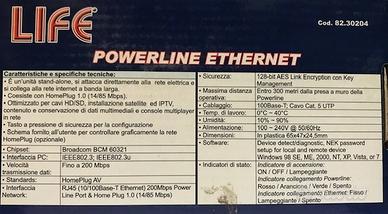 LIFE
Cod. 82.30204
POWERLINE ETHERNET
Caratteristiche e specifiche tecniche:
• È un'unità stand-alone, si attacca direttamente alla rete elettrica e
si collega alla rete internet a banda larga.
• Coesiste con HomePlug 1.0 (14/85 Mbps).
• Ottimizzato per cavi HD/SD, installazione satellite ed IPTV,
contenuto e conservazione di dati multimediali e console multiplayer
in rete
• Tasto a pressione di sicurezza per la configurazione
• Schema fornito all'utente per controllare graficamente la rete
HomePlug (opzionale)
• Chipset: Broadcom BCM 60321
• Interfaccia PC: IEEE802.3; IEEE802.3u
• Velocità
trasmissione dati: Fino a 200 Mbps
• Standards: HomePlug AV
• Interfaccia
Rete: RJ45 (10/100Base-T Ethernet) 200Mbps Power
Line Port & Home Plug 1.0 (14/85 Mbps)
• Sicurezza: 128-bit AES Link Encryption con Key
Management
• Massima distanza
operativa: Entro 300 metri dalla presa a muro della
Powerline
• Cablaggio: 100Base-T; Cavo Cat. 5 UTP
• Temp. di lavoro: 0°C ~ 40°C
• Umidità: 10% ~ 90%
• Alimentazione: 100 ~ 240V @ 50/60Hz
• Dimensioni: In plastica 65x47x24,5mm
• Software: Device detect/diagnosi, NEK password
setup for local and remote device
Windows 98 SE, ME, 2000, NT, XP, Vista, or 7
• Indicatori di stato: Indicatore di accensione:
ON / OFF / Lampeggiante
Indicatore collegamento Powerline:
Rosso / Arancione / Verde / Spento
Indicatore collegamento Ethernet:
Verde / Spento / Lampeggiante